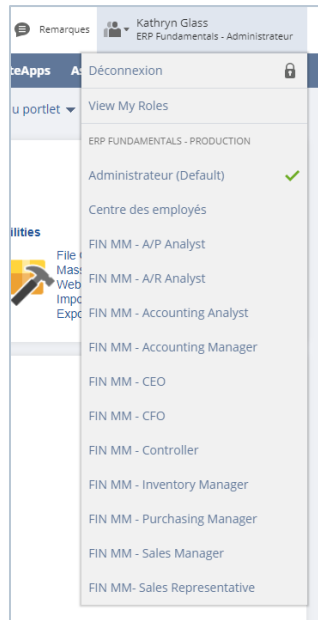 Remarques
Kathryn Glass
ERP Fundamentals - Administrateur
teApps
As
Déconnexion
u portlet
View My Roles
ERP FUNDAMENTALS - PRODUCTION
Administrateur (Default)
Centre des employés
ilities
FIN MM - A/P Analyst
File
Mass
FIN MM - A/R Analyst
Web
Impo
Expo
FIN MM - Accounting Analyst
FIN MM - Accounting Manager
FIN MM - CEO
FIN MM - CFO
FIN MM - Controller
FIN MM - Inventory Manager
FIN MM - Purchasing Manager
FIN MM - Sales Manager
FIN MM- Sales Representative